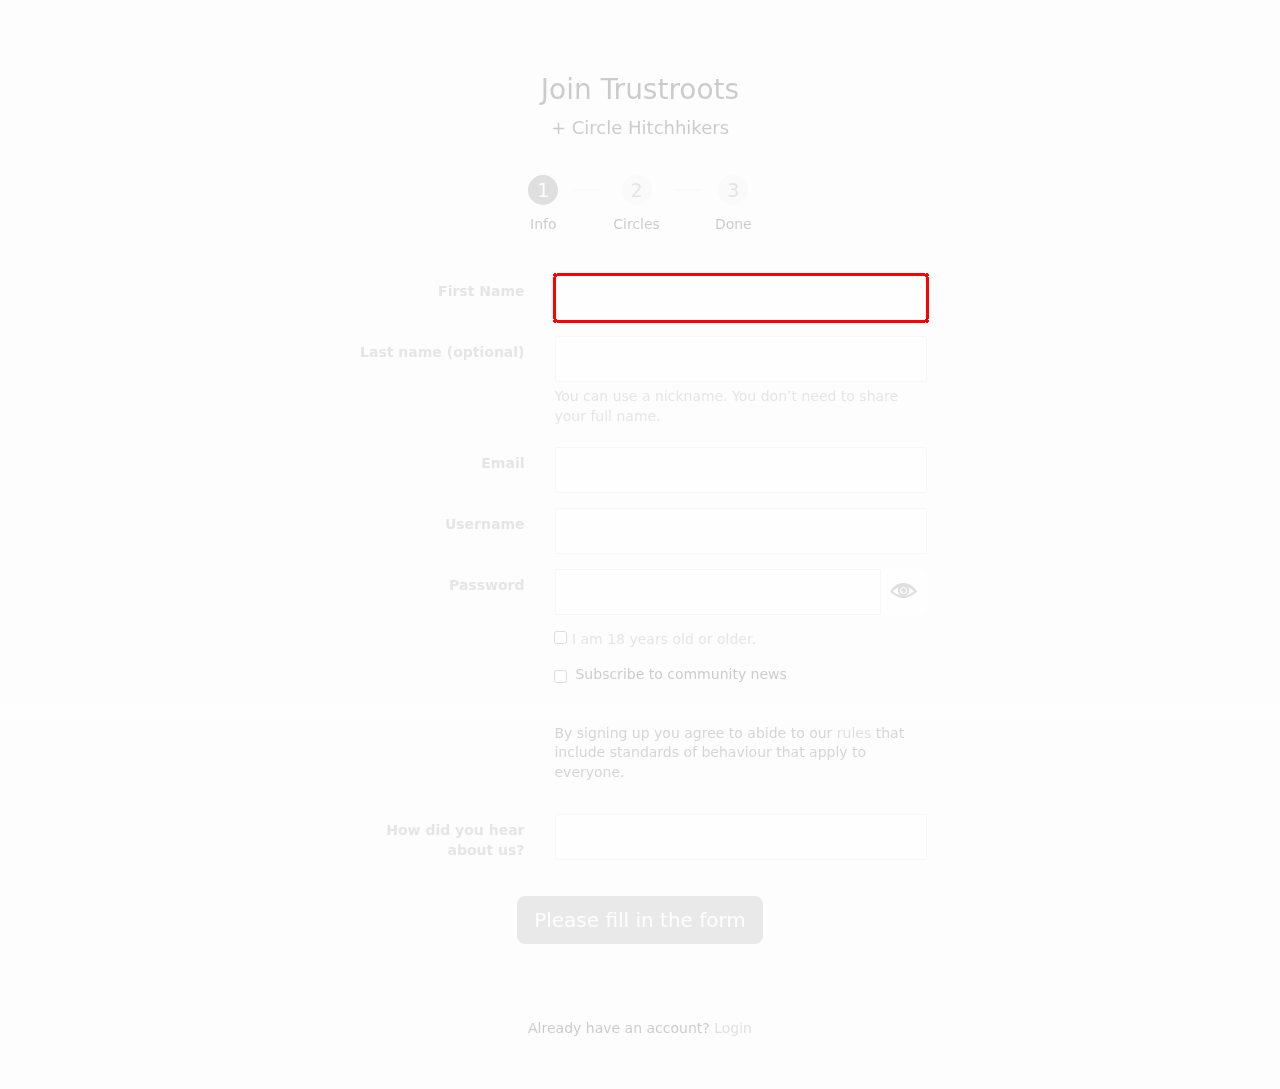 Join Trustroots
+ Circle Hitchhikers
1
2
3
Info
Circles
Done
First Name
Last name (optional)
You can use a nickname. You don’t need to share
your full name.
Email
Username
Password
I am 18 years old or older.
Subscribe to community news
By signing up you agree to abide to our rules that
include standards of behaviour that apply to
everyone.
How did you hear
about us?
Please fill in the form
Already have an account? Login